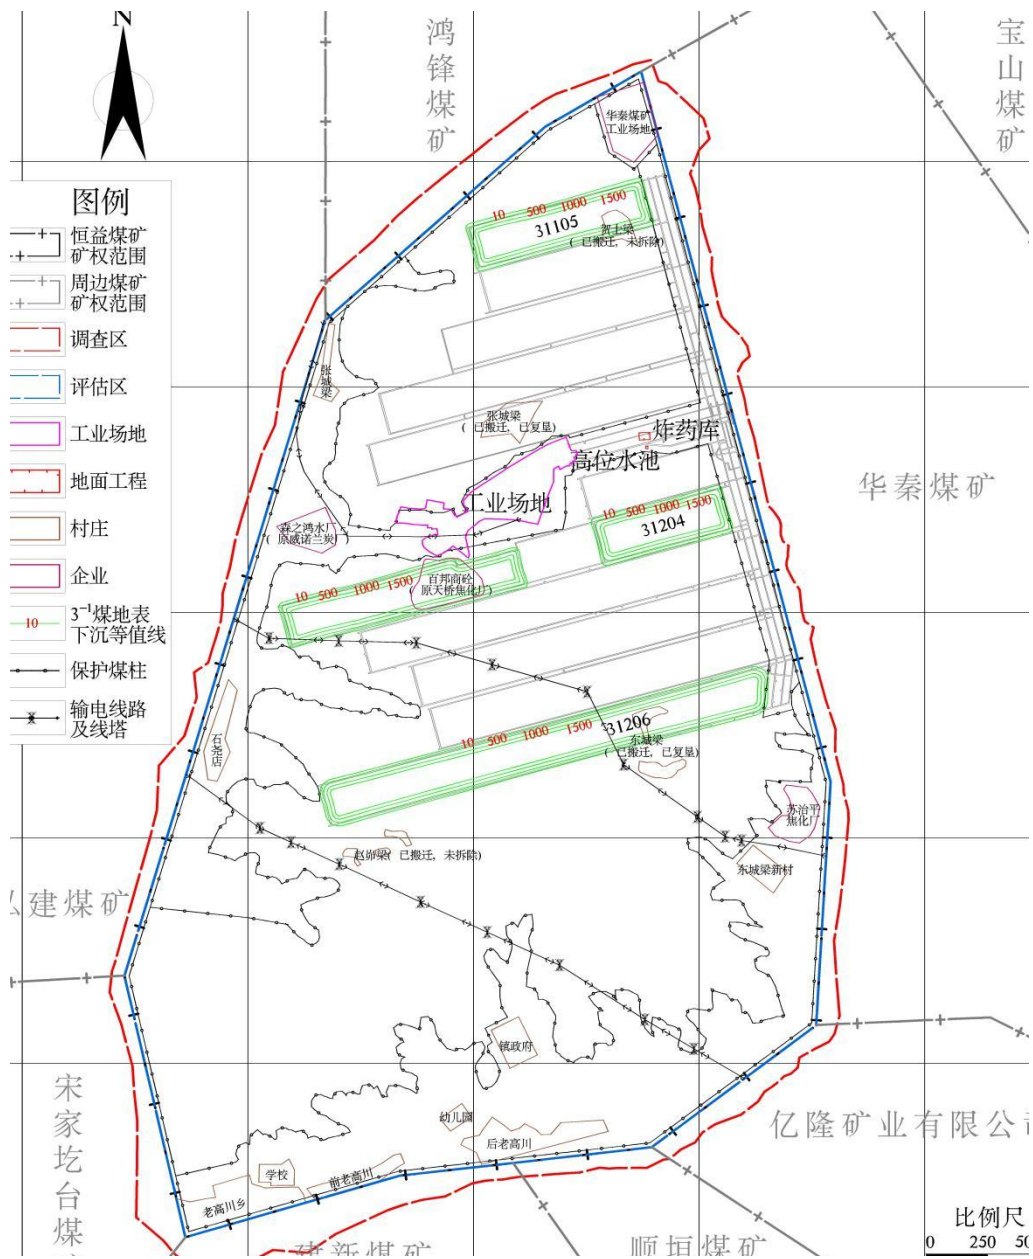 N
鸿锋煤矿
宝山煤矿
华秦煤矿
工业场地
图例
恒益煤矿
矿权范围
周边煤矿
矿权范围
调查区
评估区
工业场地
地面工程
村庄
企业
10
3⁻¹煤地表
下沉等值线
保护煤柱
输电线路
及线塔
10 500 1000 1500
31105
贺士梁
(已搬迁, 未拆除)
张城梁
张城梁
(已搬迁, 已复垦)
炸药库
高位水池
工业场地
华秦煤矿
森之鸿水厂
(原威诺兰炭)
10 500 1000 1500
31204
百邦商砼
(原天桥焦化厂)
10 500 1000 1500
石尧店
10 500 1000 1500
31206
东城梁
(已搬迁, 已复垦)
苏治平
焦化厂
赵峁梁(已搬迁, 未拆除)
东城梁新村
建煤矿
镇政府
宋家圪台煤
幼儿园
后老高川
亿隆矿业有限公司
学校
前老高川
老高川乡
建新煤矿
顺垣煤矿
比例尺
0 250